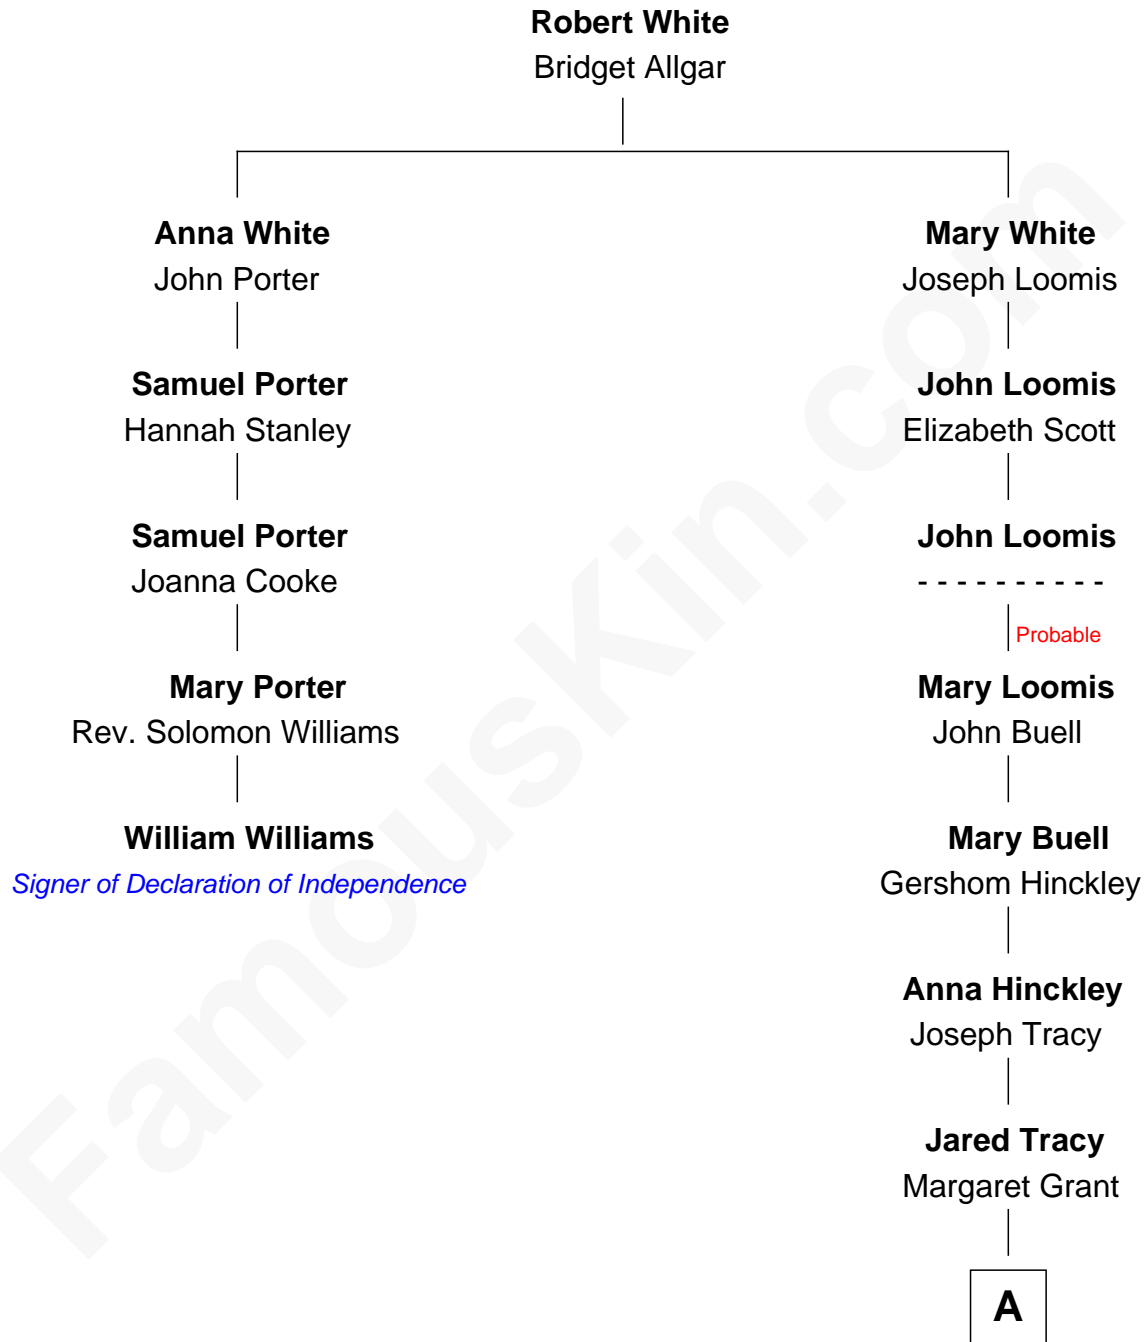 Robert White
Bridget Allgar
Anna White
John Porter
Samuel Porter
Hannah Stanley
Samuel Porter
Joanna Cooke
Mary Porter
Rev. Solomon Williams
William Williams
Signer of Declaration of Independence
Mary White
Joseph Loomis
John Loomis
Elizabeth Scott
John Loomis
- - - - - - - - - -
Probable
Mary Loomis
John Buell
Mary Buell
Gershom Hinckley
Anna Hinckley
Joseph Tracy
Jared Tracy
Margaret Grant
A
FamousKin.com